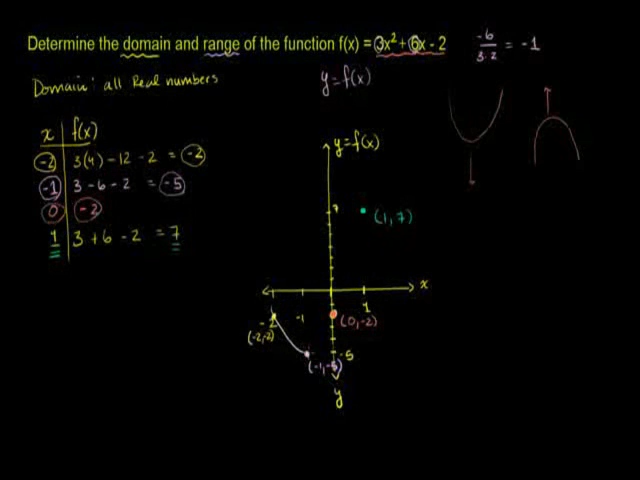 Determine the domain and range of the function f(x) = 3x² + 6x - 2
-6
3·2
= -1
Domain: all Real numbers
y = f(x)
x f(x)
-2 3(4) - 12 - 2 = -2
-1 3 - 6 - 2 = -5
0 -2
1 3 + 6 - 2 = 7
y = f(x)
7
(1, 7)
x
-2 -1 1
(-2,-2)
(0,-2)
-5
(-1,-5)
y